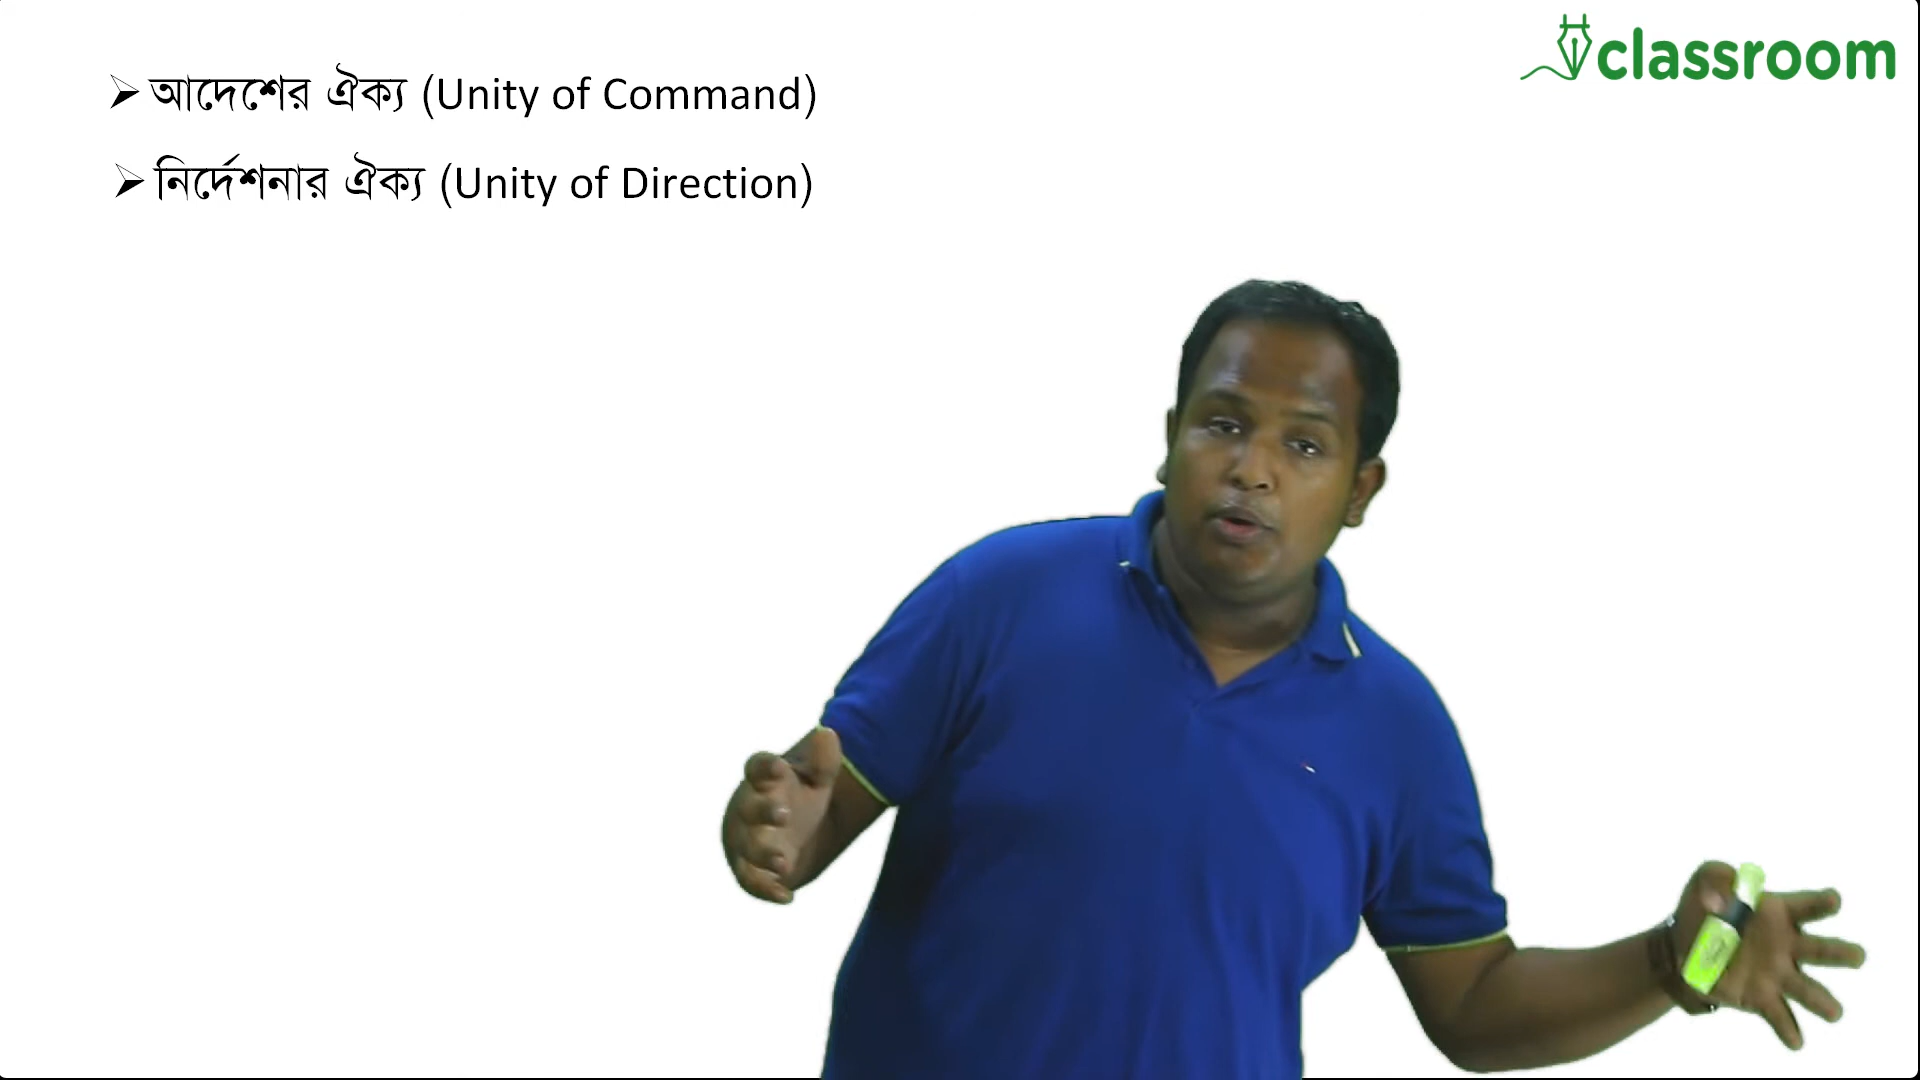 classroom
➢ আদেশের ঐক্য (Unity of Command)
➢ নির্দেশনার ঐক্য (Unity of Direction)